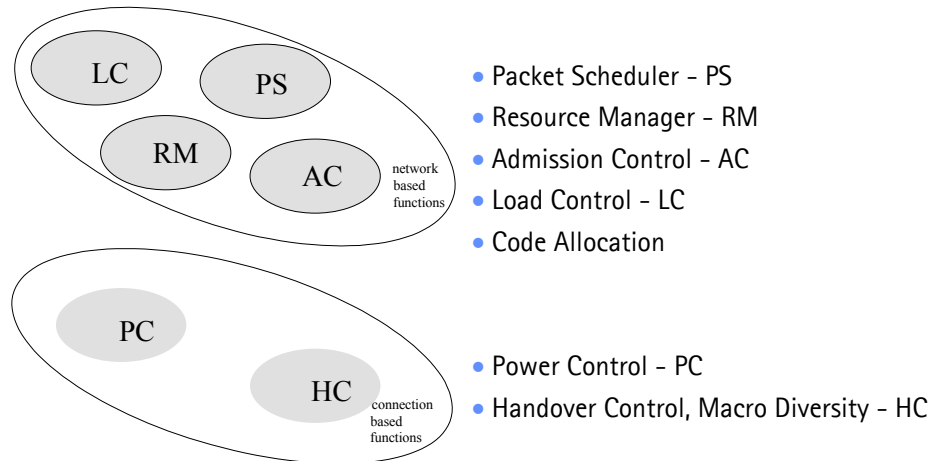 LC
PS
RM
AC
network
based
functions
• Packet Scheduler - PS
• Resource Manager - RM
• Admission Control - AC
• Load Control - LC
• Code Allocation
PC
HC
connection
based
functions
• Power Control - PC
• Handover Control, Macro Diversity - HC